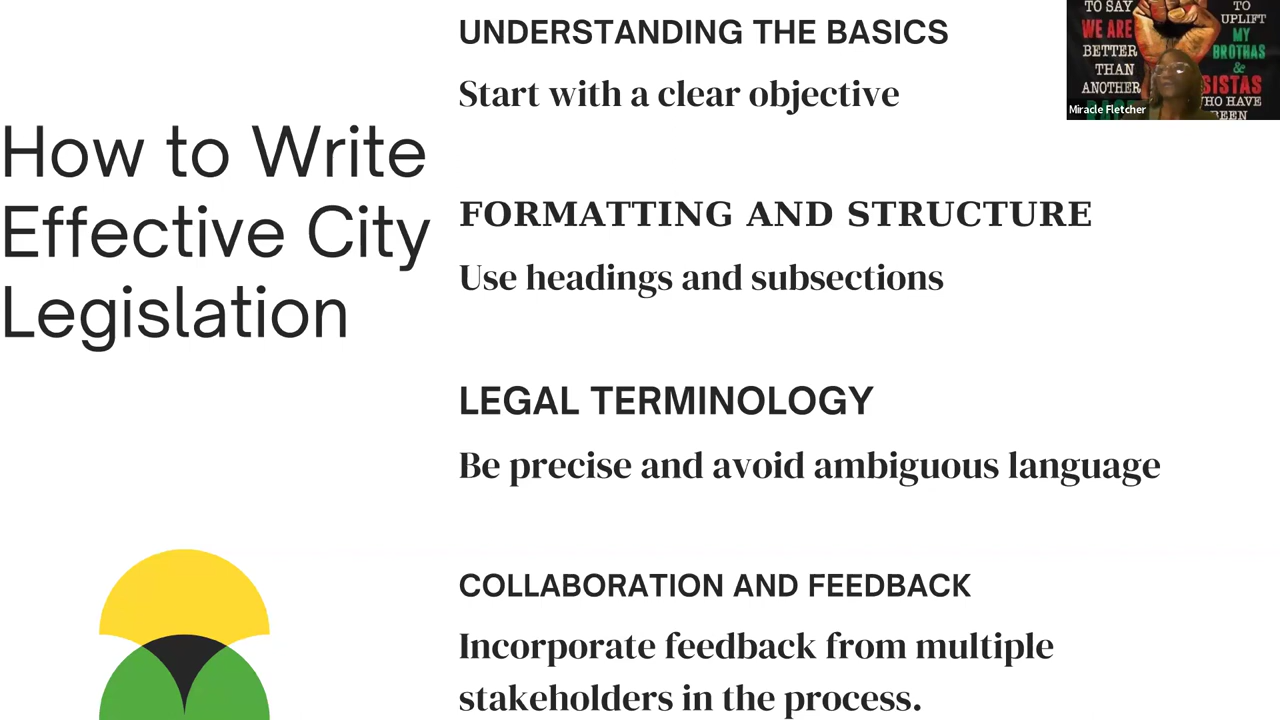 How to Write
Effective City
Legislation
UNDERSTANDING THE BASICS
Start with a clear objective
FORMATTING AND STRUCTURE
Use headings and subsections
LEGAL TERMINOLOGY
Be precise and avoid ambiguous language
COLLABORATION AND FEEDBACK
Incorporate feedback from multiple
stakeholders in the process.
TO SAY
WE ARE
BETTER
THAN
ANOTHER
TO
UPLIFT
MY
BROTHAS
&
SISTAS
WHO HAVE
BEEN
Miracle Fletcher